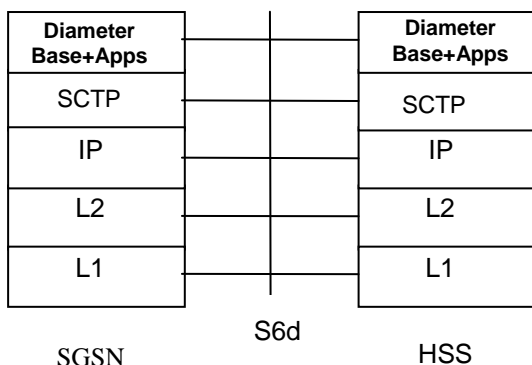 Diameter
Base+Apps
SCTP
IP
L2
L1
SGSN
S6d
Diameter
Base+Apps
SCTP
IP
L2
L1
HSS